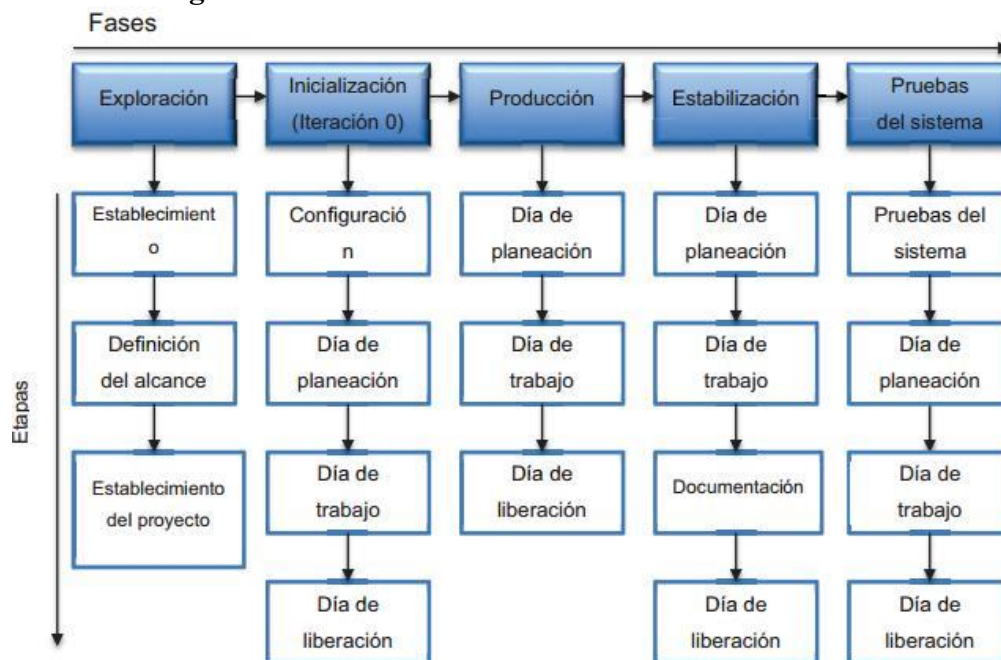 Fases
Exploración
Inicialización
(Iteración 0)
Producción
Estabilización
Pruebas
del sistema
Etapas
Establecimient
o
Configuració
n
Día de
planeación
Día de
planeación
Pruebas del
sistema
Definición
del alcance
Día de
planeación
Día de
trabajo
Día de
trabajo
Día de
planeación
Establecimiento
del proyecto
Día de
trabajo
Día de
liberación
Documentación
Día de
trabajo
Día de
liberación
Día de
liberación
Día de
liberación